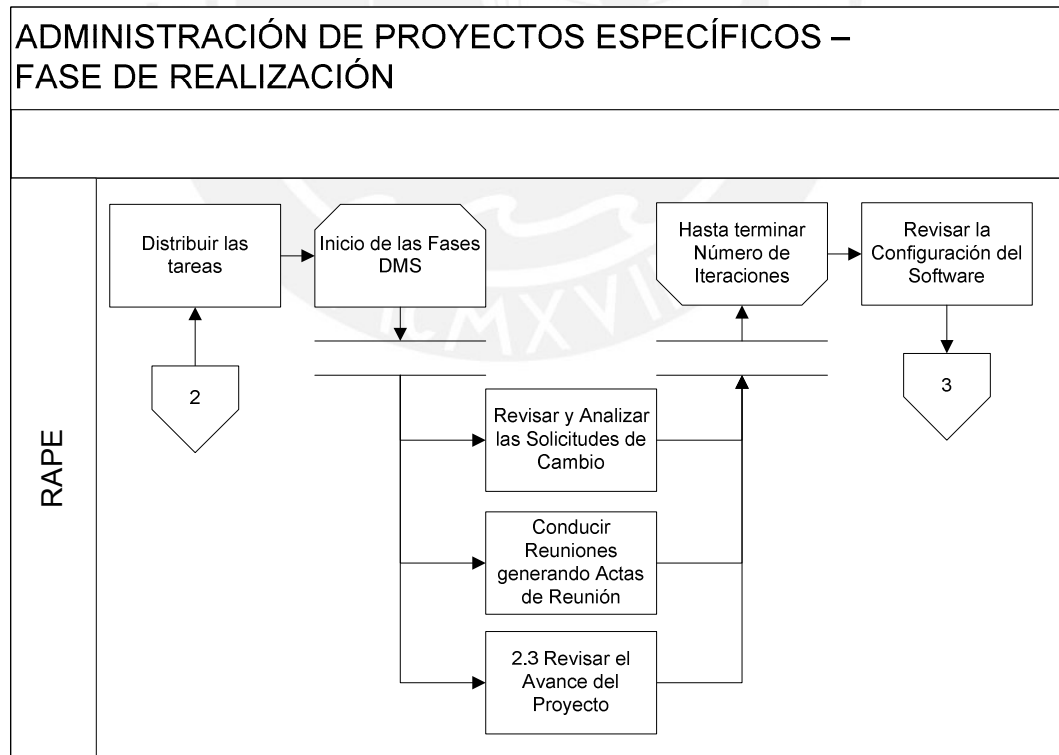 ADMINISTRACIÓN DE PROYECTOS ESPECÍFICOS –
FASE DE REALIZACIÓN
RAPE
Distribuir las
tareas
Inicio de las Fases
DMS
Hasta terminar
Número de
Iteraciones
Revisar la
Configuración del
Software
2
3
Revisar y Analizar
las Solicitudes de
Cambio
Conducir
Reuniones
generando Actas
de Reunión
2.3 Revisar el
Avance del
Proyecto